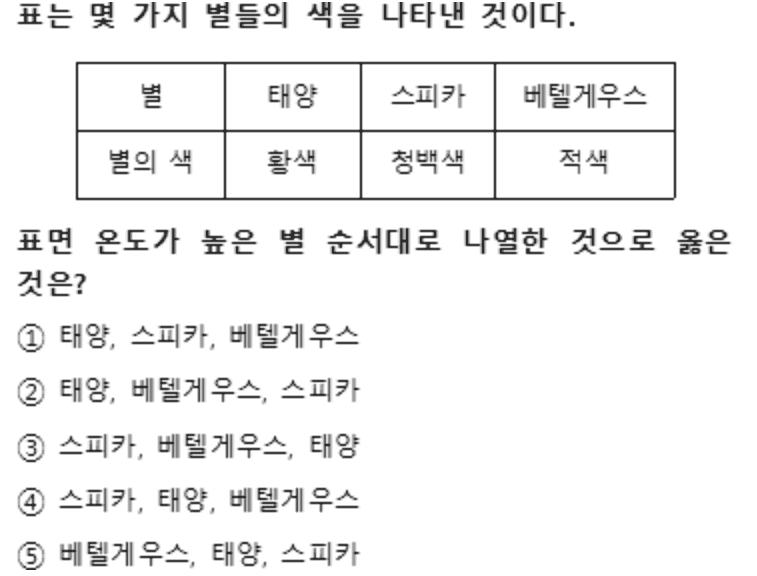 표는 몇 가지 별들의 색을 나타낸 것이다.
별 태양 스피카 베텔게우스
별의 색 황색 청백색 적색
표면 온도가 높은 별 순서대로 나열한 것으로 옳은
것은?
① 태양, 스피카, 베텔게우스
② 태양, 베텔게우스, 스피카
③ 스피카, 베텔게우스, 태양
④ 스피카, 태양, 베텔게우스
⑤ 베텔게우스, 태양, 스피카